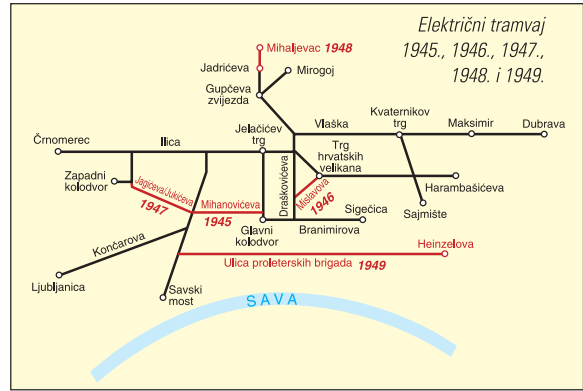 Električni tramvaj
1945., 1946., 1947.,
1948. i 1949.
Mihaljevac 1948
Jadrićeva
Mirogoj
Gupčeva
zvijezda
Kvaternikov
trg
Vlaška
Maksimir
Dubrava
Jelačićev
trg
Črnomerec
Ilica
Trg
hrvatskih
velikana
Zapadni
kolodvor
Jagićeva/Jukićeva
1947
Mihanovićeva
1945
Draškovićeva
Mislavova
1946
Harambašićeva
Sajmište
Sigečica
Glavni
kolodvor
Branimirova
Končarova
Heinzelova
Ulica proleterskih brigada 1949
Ljubljanica
Savski
most
SAVA